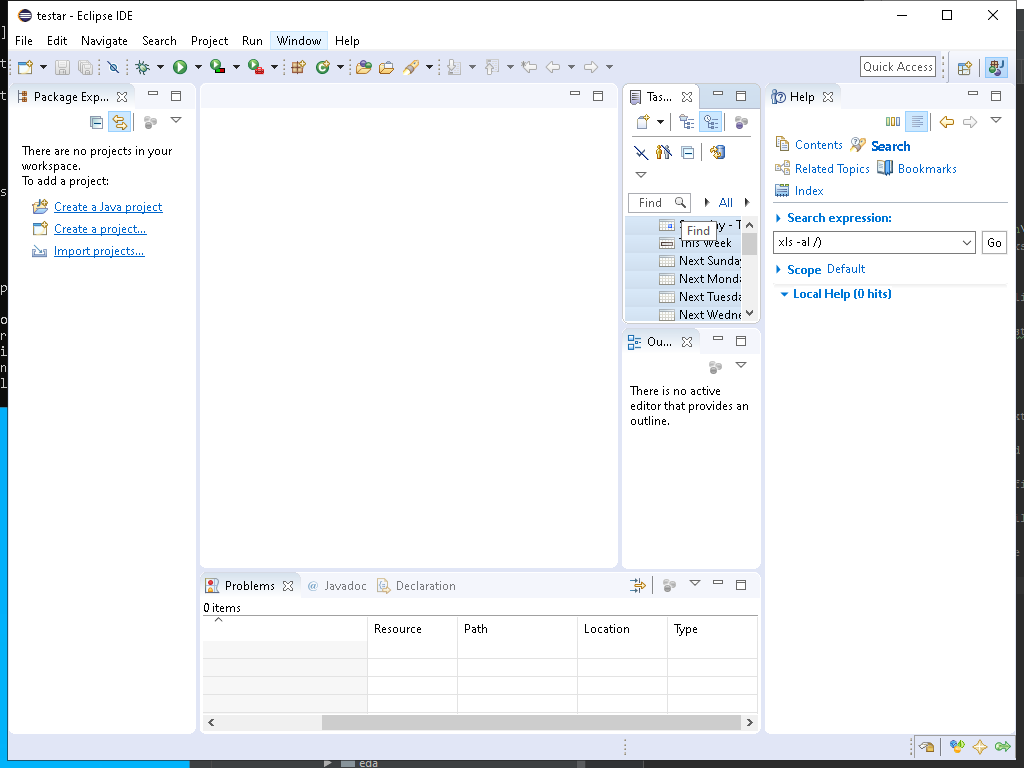 testar - Eclipse IDE
File Edit Navigate Search Project Run Window Help
Quick Access
Package Exp...
There are no projects in your
workspace.
To add a project:
Create a Java project
Create a project...
Import projects...
Tas...
Find All
Find
This Week
Next Sunda
Next Monda
Next Tuesda
Next Wedne
Ou...
There is no active
editor that provides an
outline.
Help
Contents Search
Related Topics Bookmarks
Index
Search expression:
xls -al /) Go
Scope Default
Local Help (0 hits)
Problems @ Javadoc Declaration
0 items
Resource Path Location Type
eda